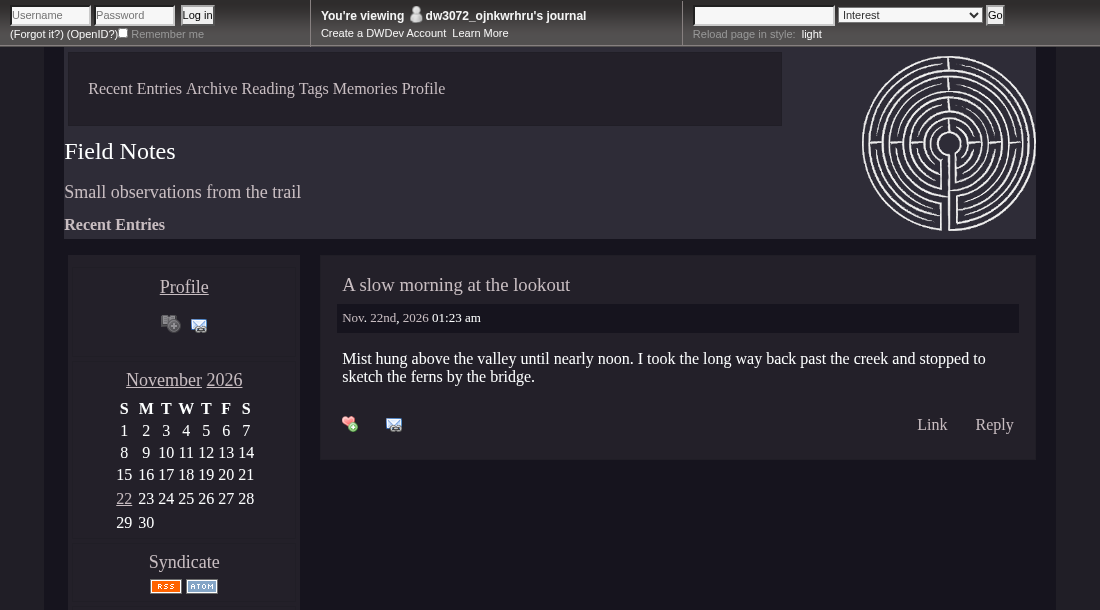 Username Password Log in
(Forgot it?) (OpenID?) Remember me
You're viewing dw3072_ojnkwrhru's journal
Create a DWDev Account Learn More
Interest Go
Reload page in style: light
Recent Entries Archive Reading Tags Memories Profile
Field Notes
Small observations from the trail
Recent Entries
Profile
November 2026
S M T W T F S
1 2 3 4 5 6 7
8 9 10 11 12 13 14
15 16 17 18 19 20 21
22 23 24 25 26 27 28
29 30
Syndicate
RSS ATOM
A slow morning at the lookout
Nov. 22nd, 2026 01:23 am
Mist hung above the valley until nearly noon. I took the long way back past the creek and stopped to
sketch the ferns by the bridge.
Link Reply